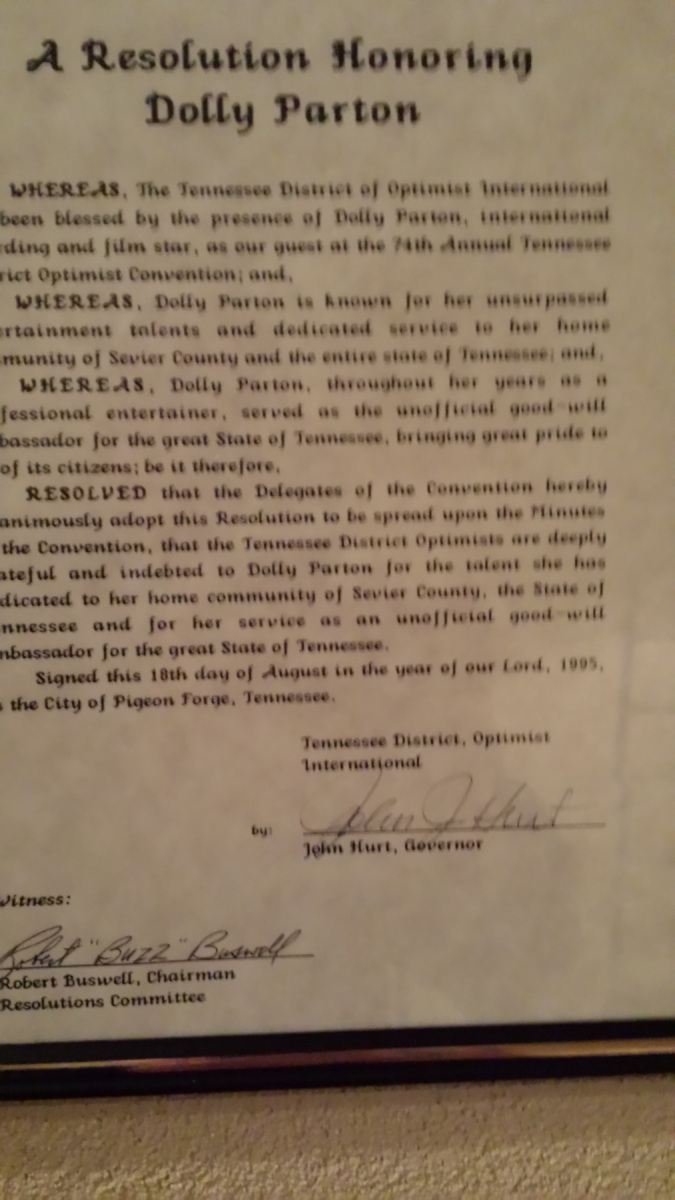 A Resolution Honoring
Dolly Parton
WHEREAS, The Tennessee District of Optimist International
been blessed by the presence of Dolly Parton, international
rding and film star, as our guest at the 74th Annual Tennessee
rict Optimist Convention; and,
WHEREAS, Dolly Parton is known for her unsurpassed
ertainment talents and dedicated service to her home
munity of Sevier County and the entire state of Tennessee; and,
WHEREAS, Dolly Parton, throughout her years as a
fessional entertainer, served as the unofficial good-will
bassador for the great State of Tennessee, bringing great pride to
of its citizens; be it therefore,
RESOLVED that the Delegates of the Convention hereby
animously adopt this Resolution to be spread upon the Minutes
the Convention, that the Tennessee District Optimists are deeply
ateful and indebted to Dolly Parton for the talent she has
dicated to her home community of Sevier County, the State of
nnessee and for her service as an unofficial good-will
mbassador for the great State of Tennessee.
Signed this 18th day of August in the year of our Lord, 1995,
the City of Pigeon Forge, Tennessee.
Tennessee District, Optimist
International
John J Hurt
by:
John Hurt, Governor
Witness:
Robert "Buzz" Buswell
Robert Buswell, Chairman
Resolutions Committee